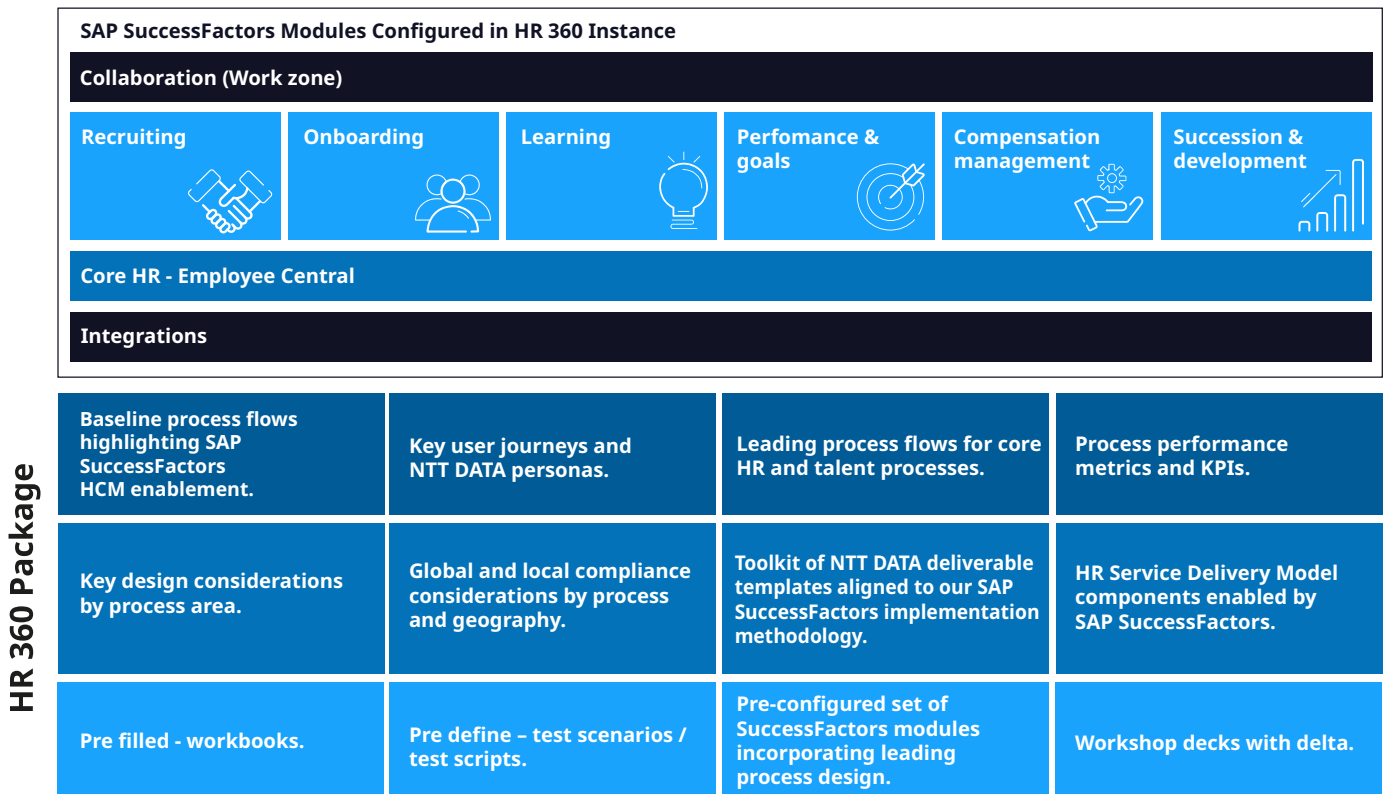 SAP SuccessFactors Modules Configured in HR 360 Instance
Collaboration (Work zone)
Recruiting
Onboarding
Learning
Perfomance &
goals
Compensation
management
Succession &
development
Core HR - Employee Central
Integrations
HR 360 Package
Baseline process flows
highlighting SAP
SuccessFactors
HCM enablement.
Key user journeys and
NTT DATA personas.
Leading process flows for core
HR and talent processes.
Process performance
metrics and KPIs.
Key design considerations
by process area.
Global and local compliance
considerations by process
and geography.
Toolkit of NTT DATA deliverable
templates aligned to our SAP
SuccessFactors implementation
methodology.
HR Service Delivery Model
components enabled by
SAP SuccessFactors.
Pre filled - workbooks.
Pre define – test scenarios /
test scripts.
Pre-configured set of
SuccessFactors modules
incorporating leading
process design.
Workshop decks with delta.